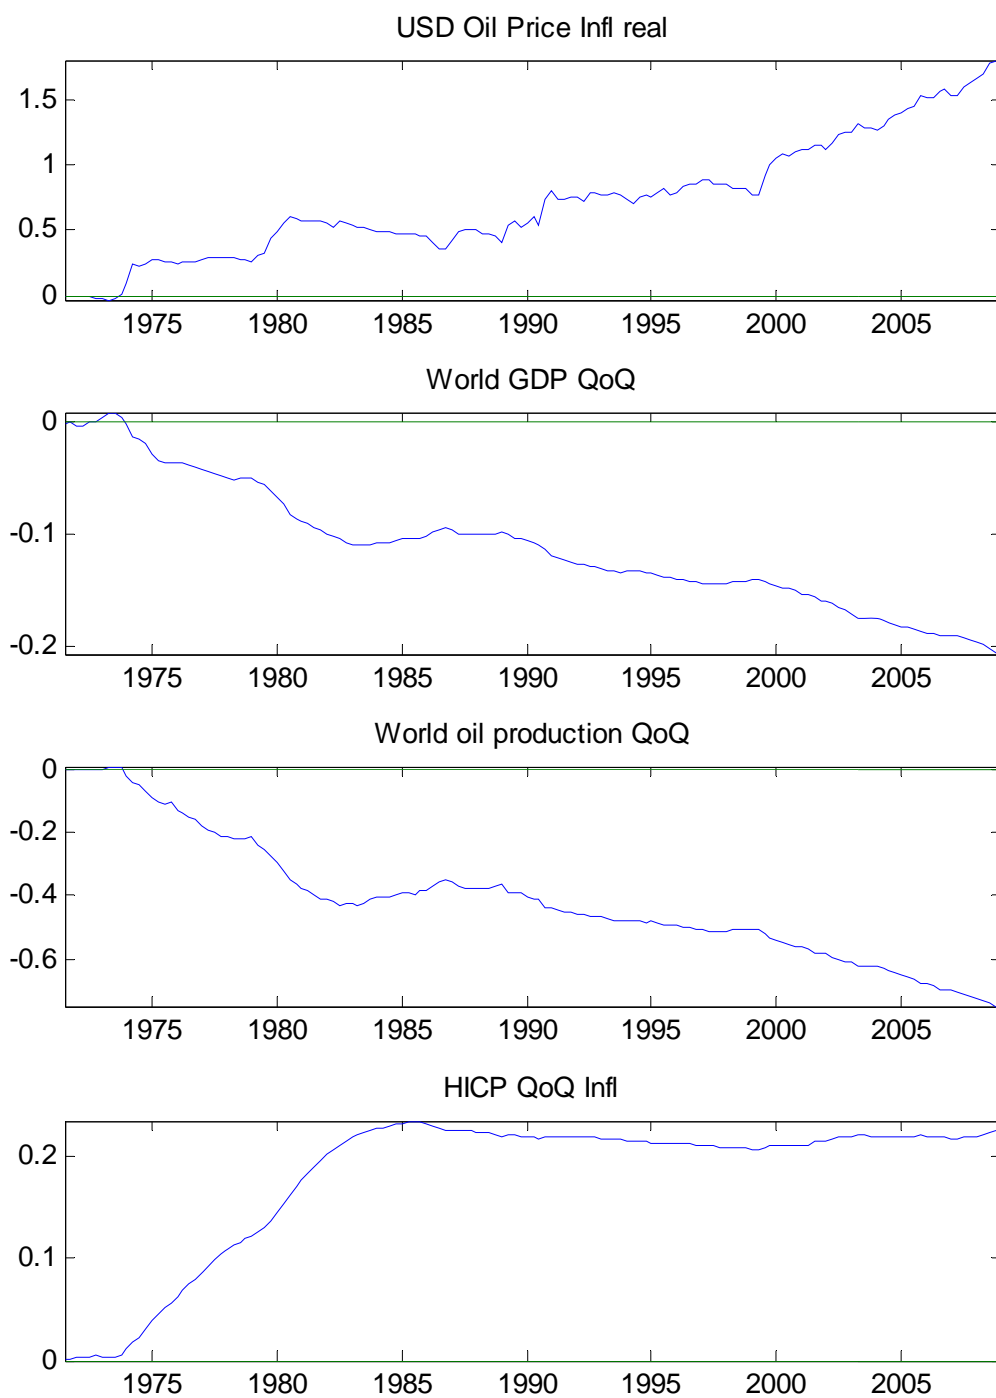 USD Oil Price Infl real
1.5
1
0.5
0
1975 1980 1985 1990 1995 2000 2005
World GDP QoQ
0
-0.1
-0.2
1975 1980 1985 1990 1995 2000 2005
World oil production QoQ
0
-0.2
-0.4
-0.6
1975 1980 1985 1990 1995 2000 2005
HICP QoQ Infl
0.2
0.1
0
1975 1980 1985 1990 1995 2000 2005